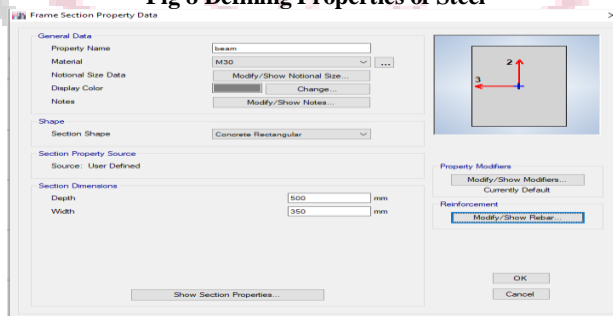 Fig 8 Defining Properties of Steel
Frame Section Property Data
General Data
Property Name beam
Material M30 ...
Notional Size Data Modify/Show Notional Size...
Display Color Change...
Notes Modify/Show Notes...
2
3
Shape
Section Shape Concrete Rectangular
Section Property Source
Source: User Defined
Property Modifiers
Modify/Show Modifiers...
Currently Default
Section Dimensions
Depth 500 mm
Width 350 mm
Reinforcement
Modify/Show Rebar...
OK
Show Section Properties...
Cancel